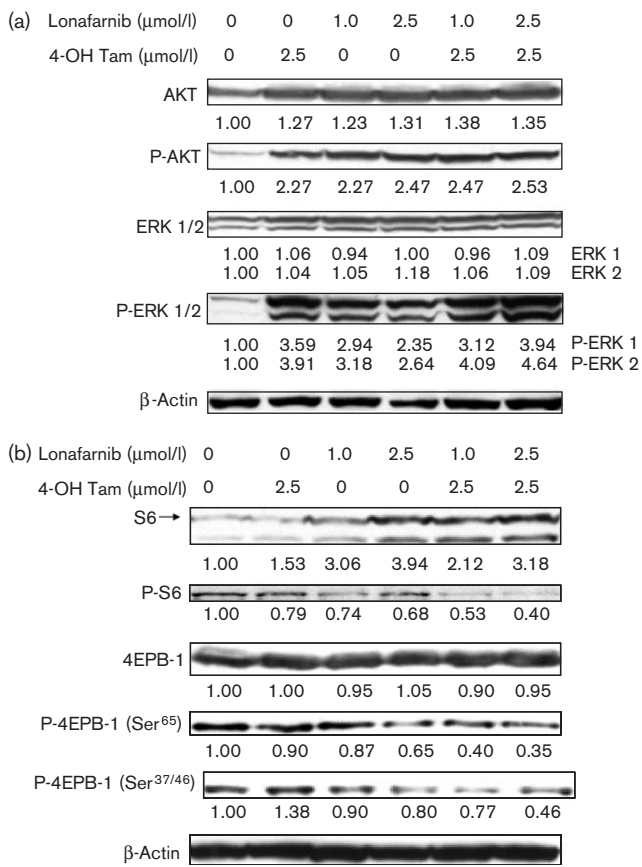 (a) Lonafarnib (μmol/l) 0 0 1.0 2.5 1.0 2.5
4-OH Tam (μmol/l) 0 2.5 0 0 2.5 2.5
AKT
1.00 1.27 1.23 1.31 1.38 1.35
P-AKT
1.00 2.27 2.27 2.47 2.47 2.53
ERK 1/2
1.00 1.06 0.94 1.00 0.96 1.09 ERK 1
1.00 1.04 1.05 1.18 1.06 1.09 ERK 2
P-ERK 1/2
1.00 3.59 2.94 2.35 3.12 3.94 P-ERK 1
1.00 3.91 3.18 2.64 4.09 4.64 P-ERK 2
β-Actin
(b) Lonafarnib (μmol/l) 0 0 1.0 2.5 1.0 2.5
4-OH Tam (μmol/l) 0 2.5 0 0 2.5 2.5
S6→
1.00 1.53 3.06 3.94 2.12 3.18
P-S6
1.00 0.79 0.74 0.68 0.53 0.40
4EPB-1
1.00 1.00 0.95 1.05 0.90 0.95
P-4EPB-1 (Ser⁶⁵)
1.00 0.90 0.87 0.65 0.40 0.35
P-4EPB-1 (Ser³⁷/⁴⁶)
1.00 1.38 0.90 0.80 0.77 0.46
β-Actin